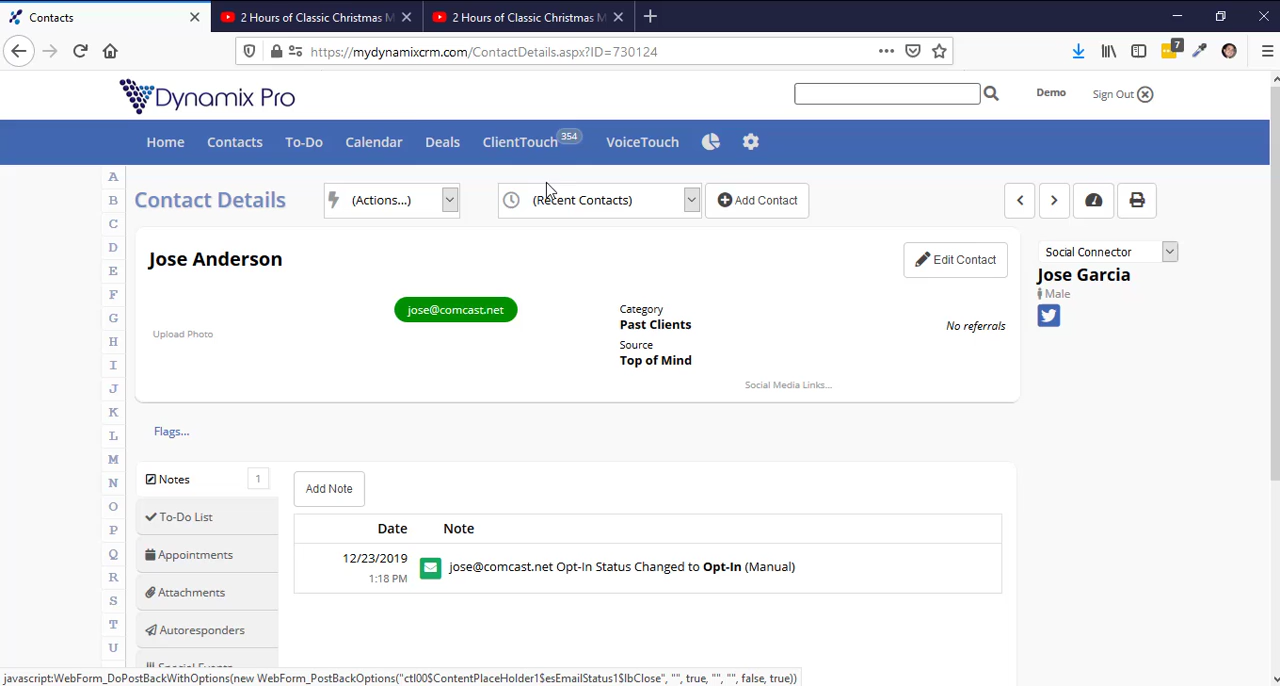 Contacts
2 Hours of Classic Christmas M
2 Hours of Classic Christmas M
https://mydynamixcrm.com/ContactDetails.aspx?ID=730124
7
Dynamix Pro
Demo
Sign Out
Home
Contacts
To-Do
Calendar
Deals
ClientTouch 354
VoiceTouch
A
B
C
D
E
F
G
H
I
J
K
L
M
N
O
P
Q
R
S
T
U
Contact Details
(Actions...)
(Recent Contacts)
Add Contact
Jose Anderson
Edit Contact
Upload Photo
jose@comcast.net
Category
Past Clients
Source
Top of Mind
No referrals
Social Media Links...
Social Connector
Jose Garcia
Male
Flags...
Notes 1
To-Do List
Appointments
Attachments
Autoresponders
Special Events
Add Note
Date Note
12/23/2019
1:18 PM
jose@comcast.net Opt-In Status Changed to Opt-In (Manual)
javascript:WebForm_DoPostBackWithOptions(new WebForm_PostBackOptions("ctl00$ContentPlaceHolder1$esEmailStatus1$lbClose", "", true, "", "", false, true))